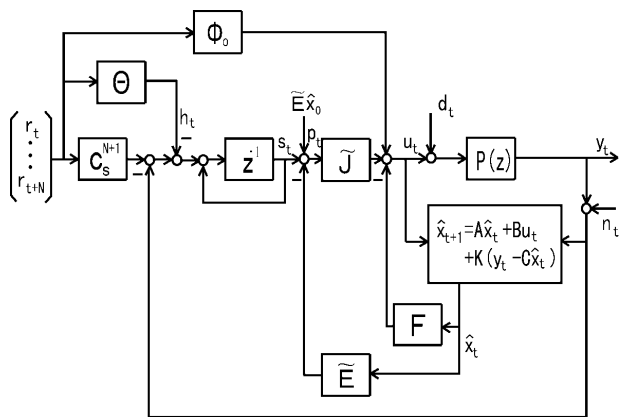 Φ₀
Θ
r_t
⋮
r_{t+N}
C_s^{N+1}
h_t
z^{-1}
s_t
Ẽx̂₀
p_t
J̃
u_t
d_t
P(z)
y_t
n_t
x̂_{t+1}=Ax̂_t+Bu_t
+K(y_t-Cx̂_t)
F
x̂_t
Ẽ